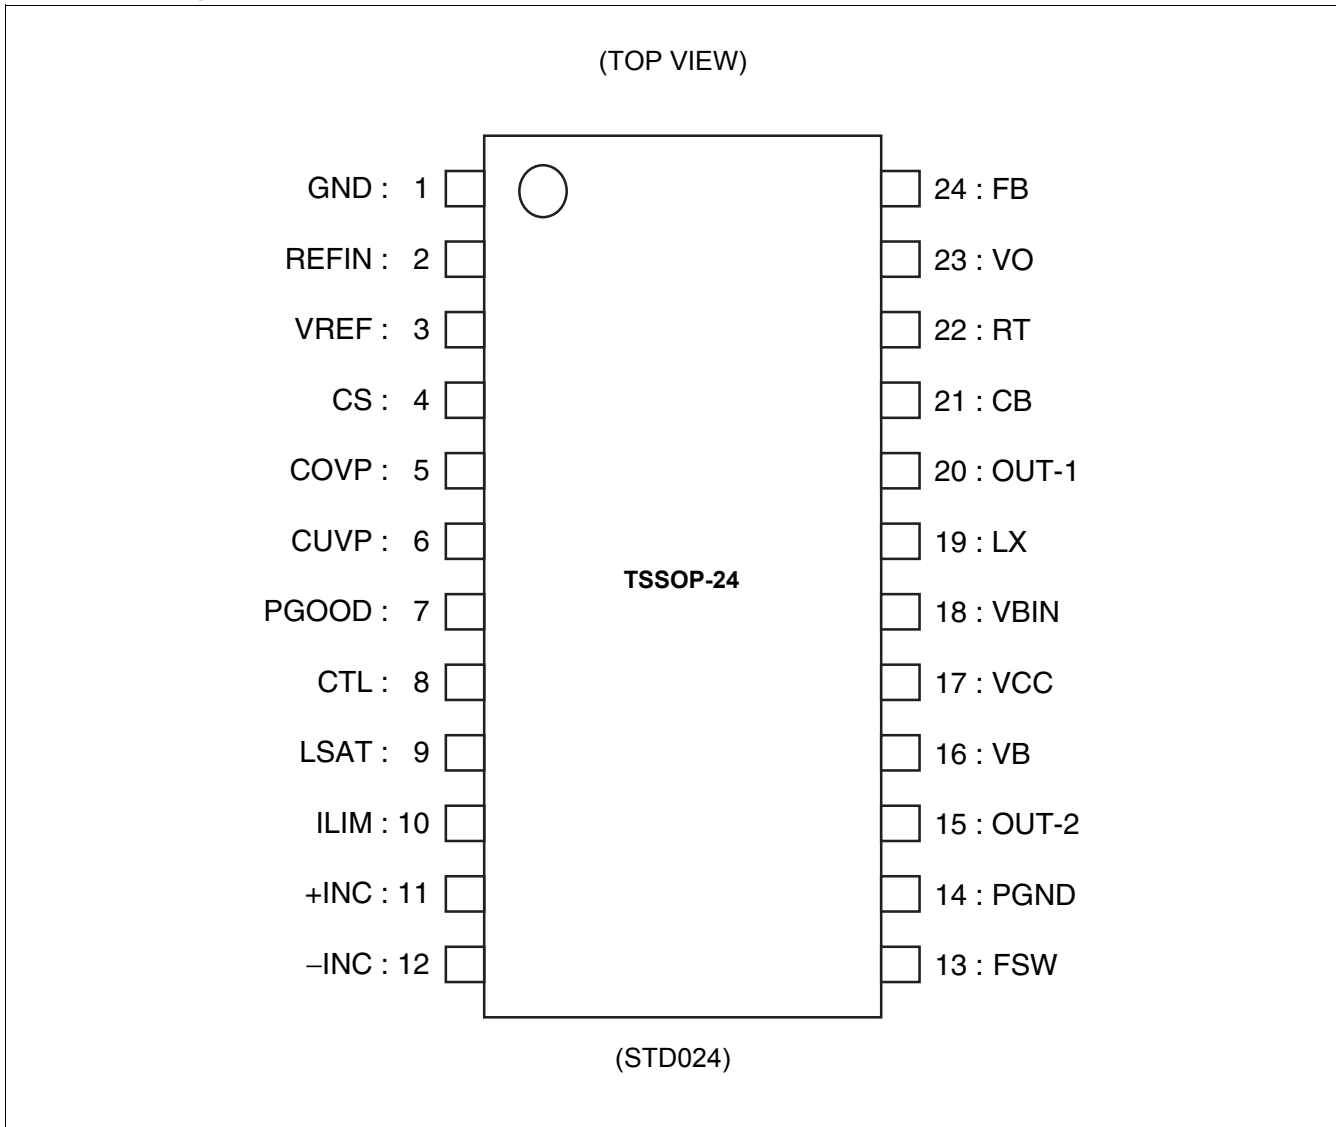 (TOP VIEW)
GND : 1
24 : FB
REFIN : 2
23 : VO
VREF : 3
22 : RT
CS : 4
21 : CB
COVP : 5
20 : OUT-1
CUVP : 6
19 : LX
TSSOP-24
PGOOD : 7
18 : VBIN
CTL : 8
17 : VCC
LSAT : 9
16 : VB
ILIM : 10
15 : OUT-2
+INC : 11
14 : PGND
−INC : 12
13 : FSW
(STD024)